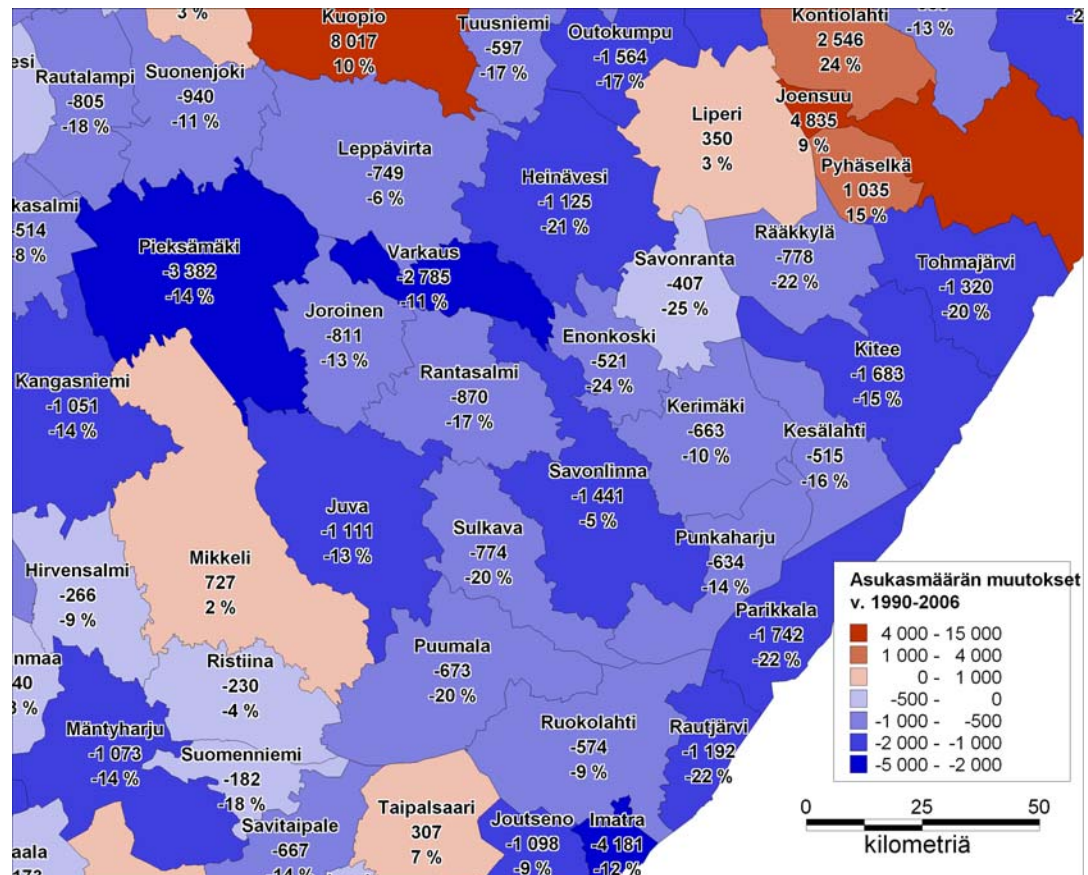 3 %
Kuopio
8 017
10 %
Tuusniemi
-597
-17 %
Outokumpu
-1 564
-17 %
Kontiolahti
2 546
24 %
-13 %
Rautalampi
-805
-18 %
Suonenjoki
-940
-11 %
Liperi
350
3 %
Joensuu
4 835
9 %
Pyhäselkä
1 035
15 %
Leppävirta
-749
-6 %
Heinävesi
-1 125
-21 %
kasalmi
-514
-8 %
Pieksämäki
-3 382
-14 %
Varkaus
-2 785
-11 %
Savonranta
-407
-25 %
Rääkkylä
-778
-22 %
Tohmajärvi
-1 320
-20 %
Joroinen
-811
-13 %
Enonkoski
-521
-24 %
Kitee
-1 683
-15 %
Kangasniemi
-1 051
-14 %
Rantasalmi
-870
-17 %
Kerimäki
-663
-10 %
Kesälahti
-515
-16 %
Savonlinna
-1 441
-5 %
Juva
-1 111
-13 %
Sulkava
-774
-20 %
Punkaharju
-634
-14 %
Hirvensalmi
-266
-9 %
Mikkeli
727
2 %
Parikkala
-1 742
-22 %
Puumala
-673
-20 %
Ristiina
-230
-4 %
nmaa
40
Mäntyharju
-1 073
-14 %
Suomenniemi
-182
-18 %
Ruokolahti
-574
-9 %
Rautjärvi
-1 192
-22 %
Savitaipale
-667
-14 %
Taipalsaari
307
7 %
Joutseno
-1 098
-9 %
Imatra
-4 181
-12 %
aala
Asukasmäärän muutokset
v. 1990-2006
4 000 - 15 000
1 000 - 4 000
0 - 1 000
-500 - 0
-1 000 - -500
-2 000 - -1 000
-5 000 - -2 000
0 25 50
kilometriä